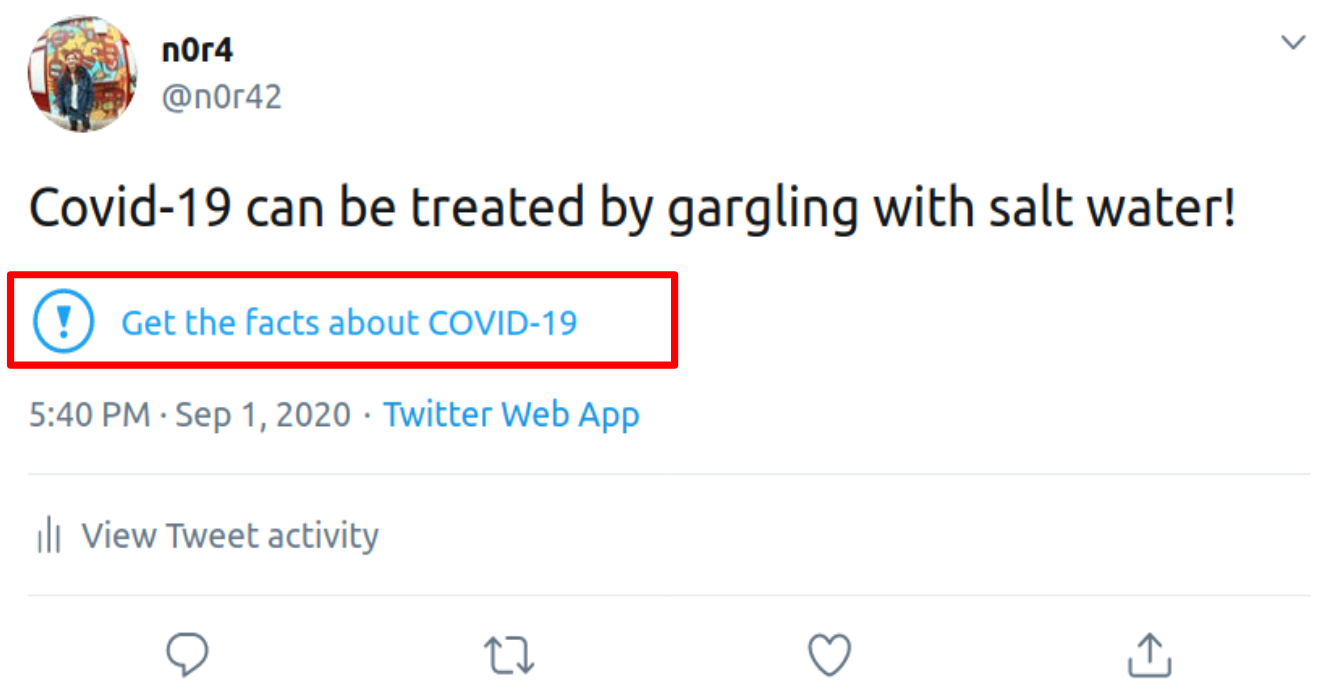 n0r4
@n0r42
Covid-19 can be treated by gargling with salt water!
Get the facts about COVID-19
5:40 PM · Sep 1, 2020 · Twitter Web App
View Tweet activity